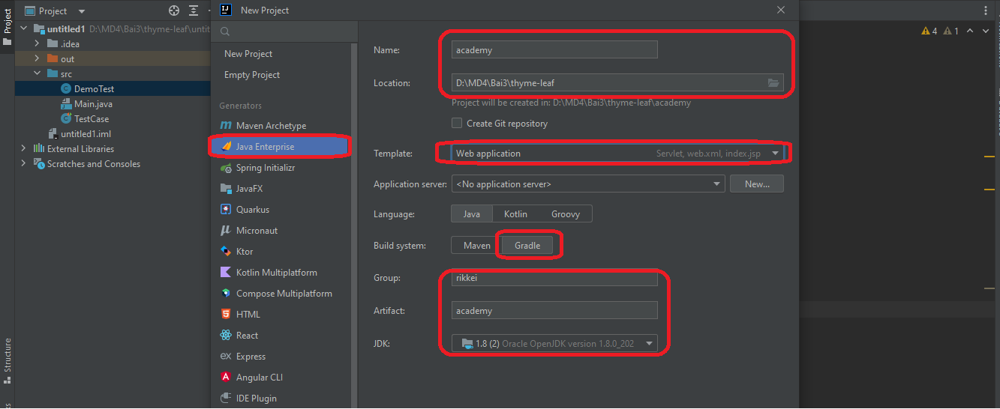 Project
Structure
Project
untitled1 D:\MD4\Bai3\thyme-leaf\untit
.idea
out
src
DemoTest
Main.java
TestCase
untitled1.iml
External Libraries
Scratches and Consoles
New Project
New Project
Empty Project
Generators
Maven Archetype
Java Enterprise
Spring Initializr
JavaFX
Quarkus
Micronaut
Ktor
Kotlin Multiplatform
Compose Multiplatform
HTML
React
Express
Angular CLI
IDE Plugin
Name: academy
Location: D:\MD4\Bai3\thyme-leaf
Project will be created in: D:\MD4\Bai3\thyme-leaf\academy
Create Git repository
Template: Web application Servlet, web.xml, index.jsp
Application server: <No application server> New...
Language: Java Kotlin Groovy
Build system: Maven Gradle
Group: rikkei
Artifact: academy
JDK: 1.8 (2) Oracle OpenJDK version 1.8.0_202
4 1